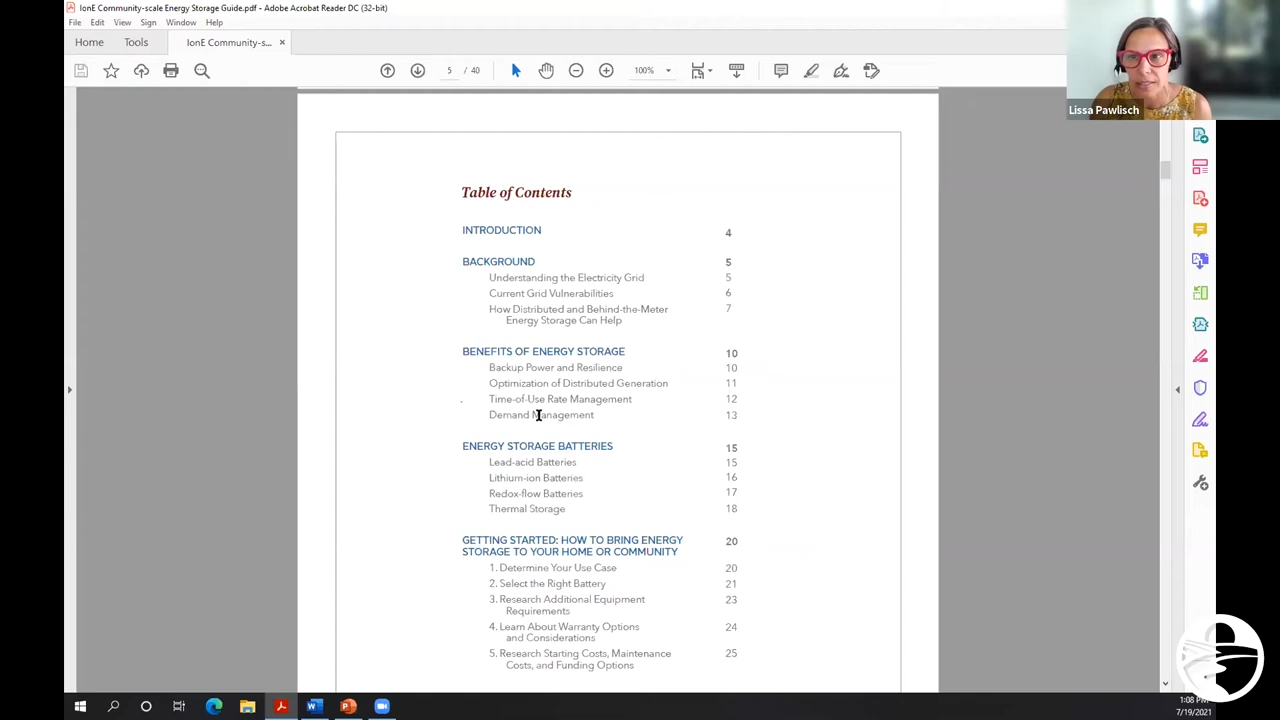 IonE Community-scale Energy Storage Guide.pdf - Adobe Acrobat Reader DC (32-bit)
File Edit View Sign Window Help
Home Tools IonE Community-s... ×
5 / 40 100%
Lissa Pawlisch
Table of Contents
INTRODUCTION 4
BACKGROUND 5
Understanding the Electricity Grid 5
Current Grid Vulnerabilities 6
How Distributed and Behind-the-Meter 7
Energy Storage Can Help
BENEFITS OF ENERGY STORAGE 10
Backup Power and Resilience 10
Optimization of Distributed Generation 11
Time-of-Use Rate Management 12
Demand Management 13
ENERGY STORAGE BATTERIES 15
Lead-acid Batteries 15
Lithium-ion Batteries 16
Redox-flow Batteries 17
Thermal Storage 18
GETTING STARTED: HOW TO BRING ENERGY 20
STORAGE TO YOUR HOME OR COMMUNITY
1. Determine Your Use Case 20
2. Select the Right Battery 21
3. Research Additional Equipment 23
Requirements
4. Learn About Warranty Options 24
and Considerations
5. Research Starting Costs, Maintenance 25
Costs, and Funding Options
1:08 PM
7/19/2021